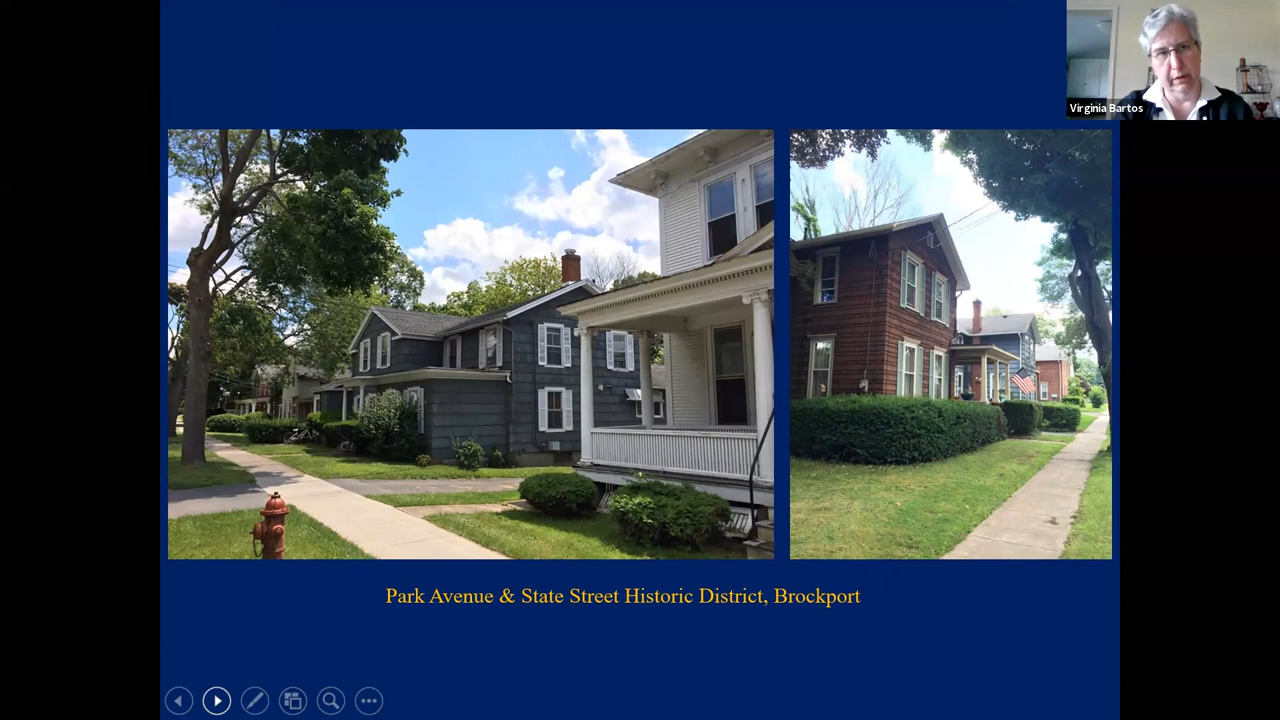 Virginia Bartos
Park Avenue & State Street Historic District, Brockport